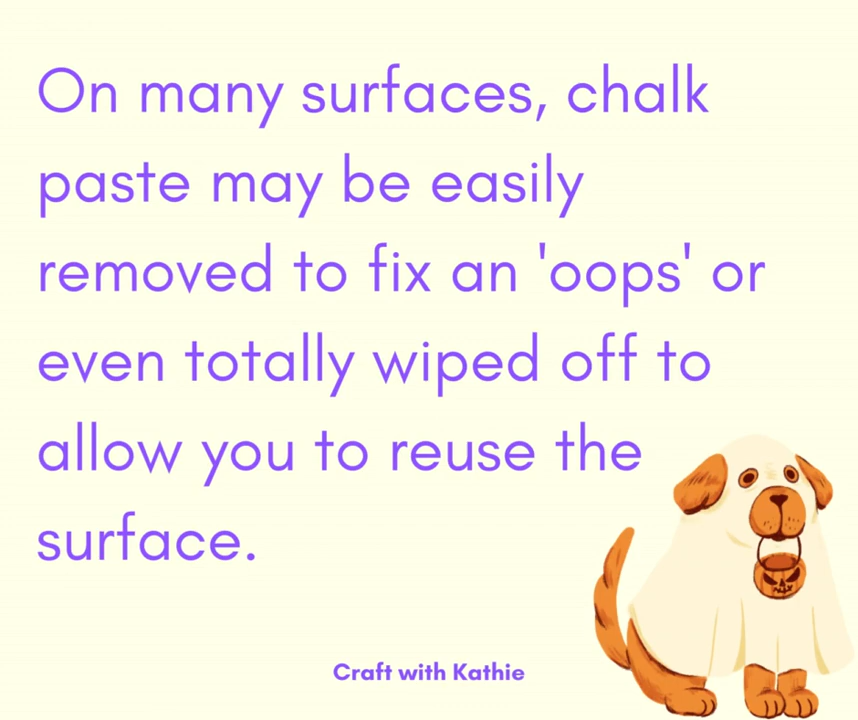 On many surfaces, chalk
paste may be easily
removed to fix an 'oops' or
even totally wiped off to
allow you to reuse the
surface.
Craft with Kathie